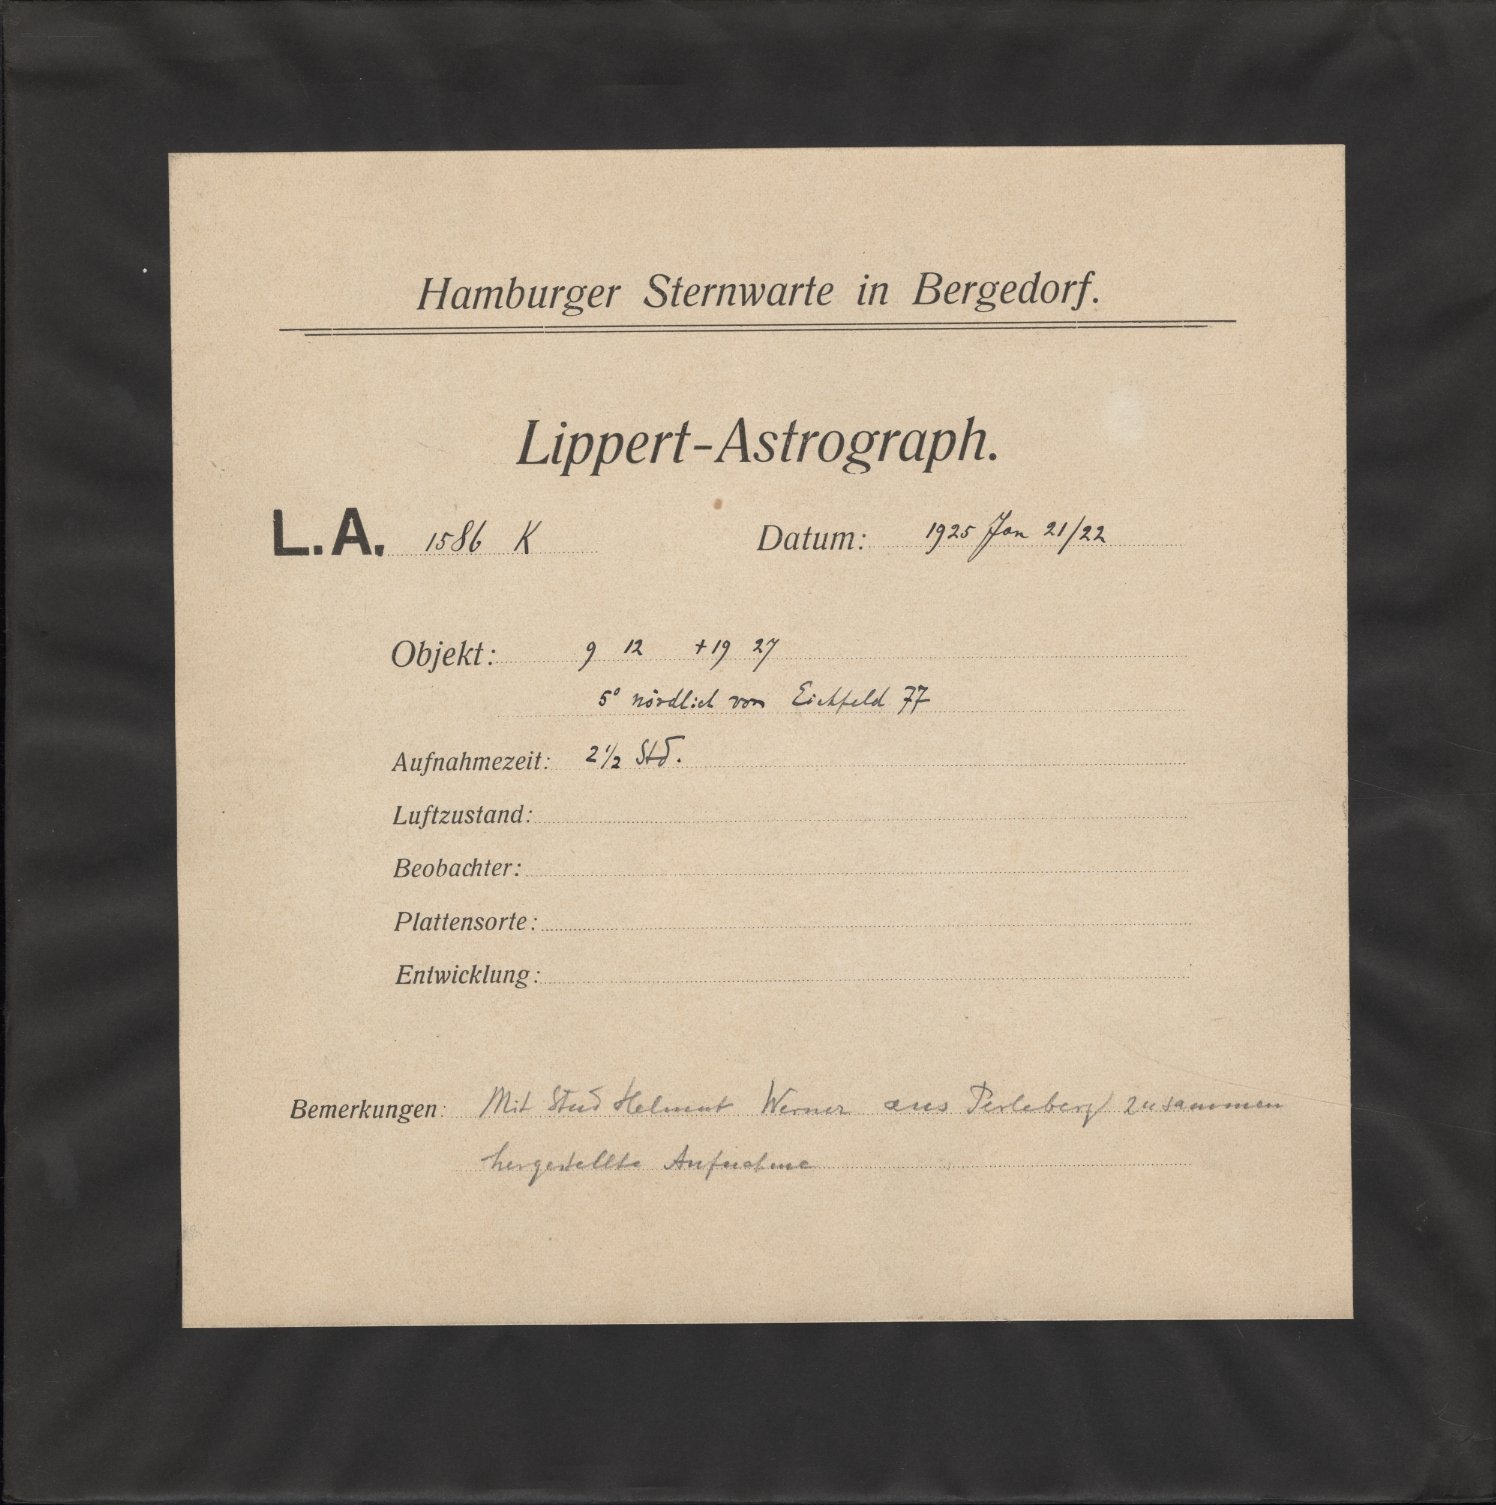 Hamburger Sternwarte in Bergedorf.
Lippert-Astrograph.
L.A. 1586 K Datum: 1925 Jan 21/22
Objekt: 9 12 +19 27
5° nördlich von Eichfeld 77
Aufnahmezeit: 2 1/2 Std.
Luftzustand:
Beobachter:
Plattensorte:
Entwicklung:
Bemerkungen: Mit Stud Helmut Werner aus Perleberg zusammen
hergestellte Aufnahme